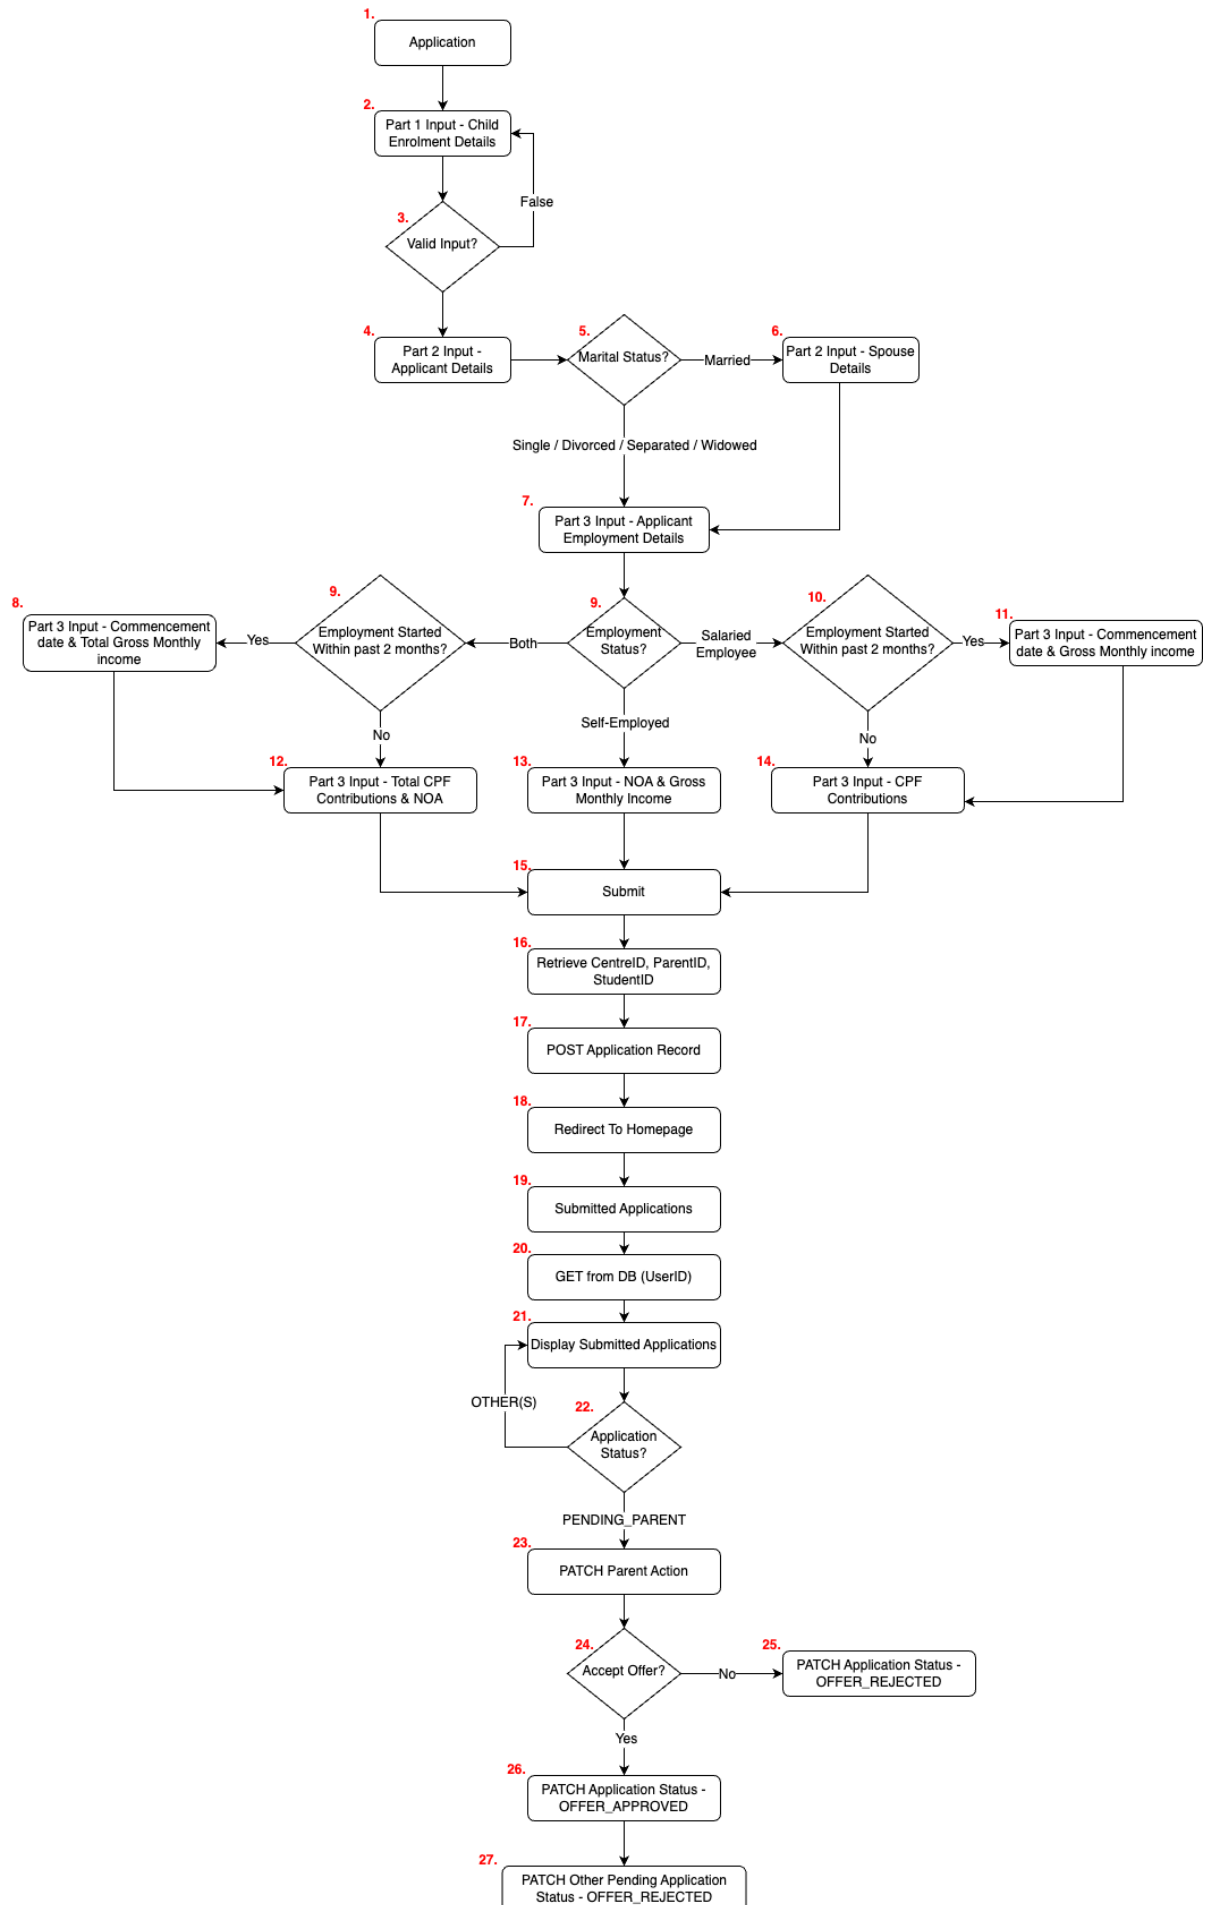 1.
Application
2.
Part 1 Input - Child
Enrolment Details
False
3.
Valid Input?
4.
Part 2 Input -
Applicant Details
5.
Marital Status?
Married
6.
Part 2 Input - Spouse
Details
Single / Divorced / Separated / Widowed
7.
Part 3 Input - Applicant
Employment Details
8.
Part 3 Input - Commencement
date & Total Gross Monthly
income
Yes
9.
Employment Started
Within past 2 months?
Both
9.
Employment
Status?
Salaried
Employee
10.
Employment Started
Within past 2 months?
Yes
11.
Part 3 Input - Commencement
date & Gross Monthly income
No
Self-Employed
No
12.
Part 3 Input - Total CPF
Contributions & NOA
13.
Part 3 Input - NOA & Gross
Monthly Income
14.
Part 3 Input - CPF
Contributions
15.
Submit
16.
Retrieve CentreID, ParentID,
StudentID
17.
POST Application Record
18.
Redirect To Homepage
19.
Submitted Applications
20.
GET from DB (UserID)
21.
Display Submitted Applications
OTHER(S)
22.
Application
Status?
PENDING_PARENT
23.
PATCH Parent Action
24.
Accept Offer?
No
25.
PATCH Application Status -
OFFER_REJECTED
Yes
26.
PATCH Application Status -
OFFER_APPROVED
27.
PATCH Other Pending Application
Status - OFFER_REJECTED